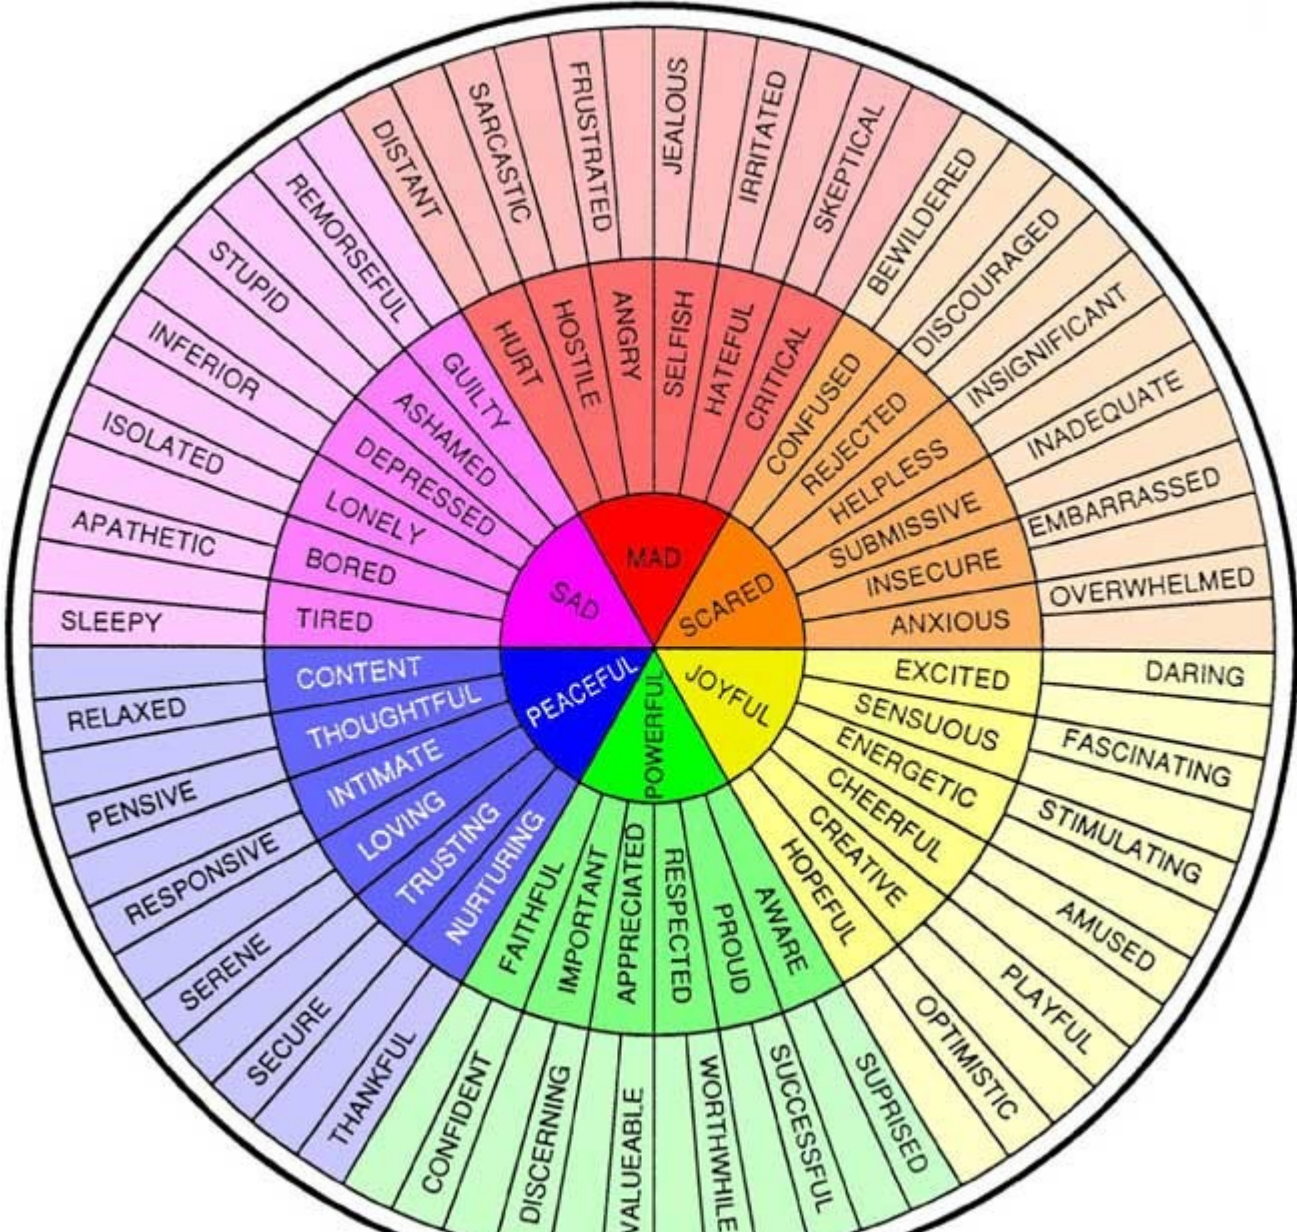 MAD
SCARED
JOYFUL
POWERFUL
PEACEFUL
SAD
HURT
HOSTILE
ANGRY
SELFISH
HATEFUL
CRITICAL
CONFUSED
REJECTED
HELPLESS
SUBMISSIVE
INSECURE
ANXIOUS
EXCITED
SENSUOUS
ENERGETIC
CHEERFUL
CREATIVE
HOPEFUL
AWARE
PROUD
RESPECTED
APPRECIATED
IMPORTANT
FAITHFUL
NURTURING
TRUSTING
LOVING
INTIMATE
THOUGHTFUL
CONTENT
TIRED
BORED
LONELY
DEPRESSED
ASHAMED
GUILTY
DISTANT
SARCASTIC
FRUSTRATED
JEALOUS
IRRITATED
SKEPTICAL
BEWILDERED
DISCOURAGED
INSIGNIFICANT
INADEQUATE
EMBARRASSED
OVERWHELMED
DARING
FASCINATING
STIMULATING
AMUSED
PLAYFUL
OPTIMISTIC
SUPRISED
SUCCESSFUL
WORTHWHILE
VALUEABLE
DISCERNING
CONFIDENT
THANKFUL
SECURE
SERENE
RESPONSIVE
PENSIVE
RELAXED
SLEEPY
APATHETIC
ISOLATED
INFERIOR
STUPID
REMORSEFUL